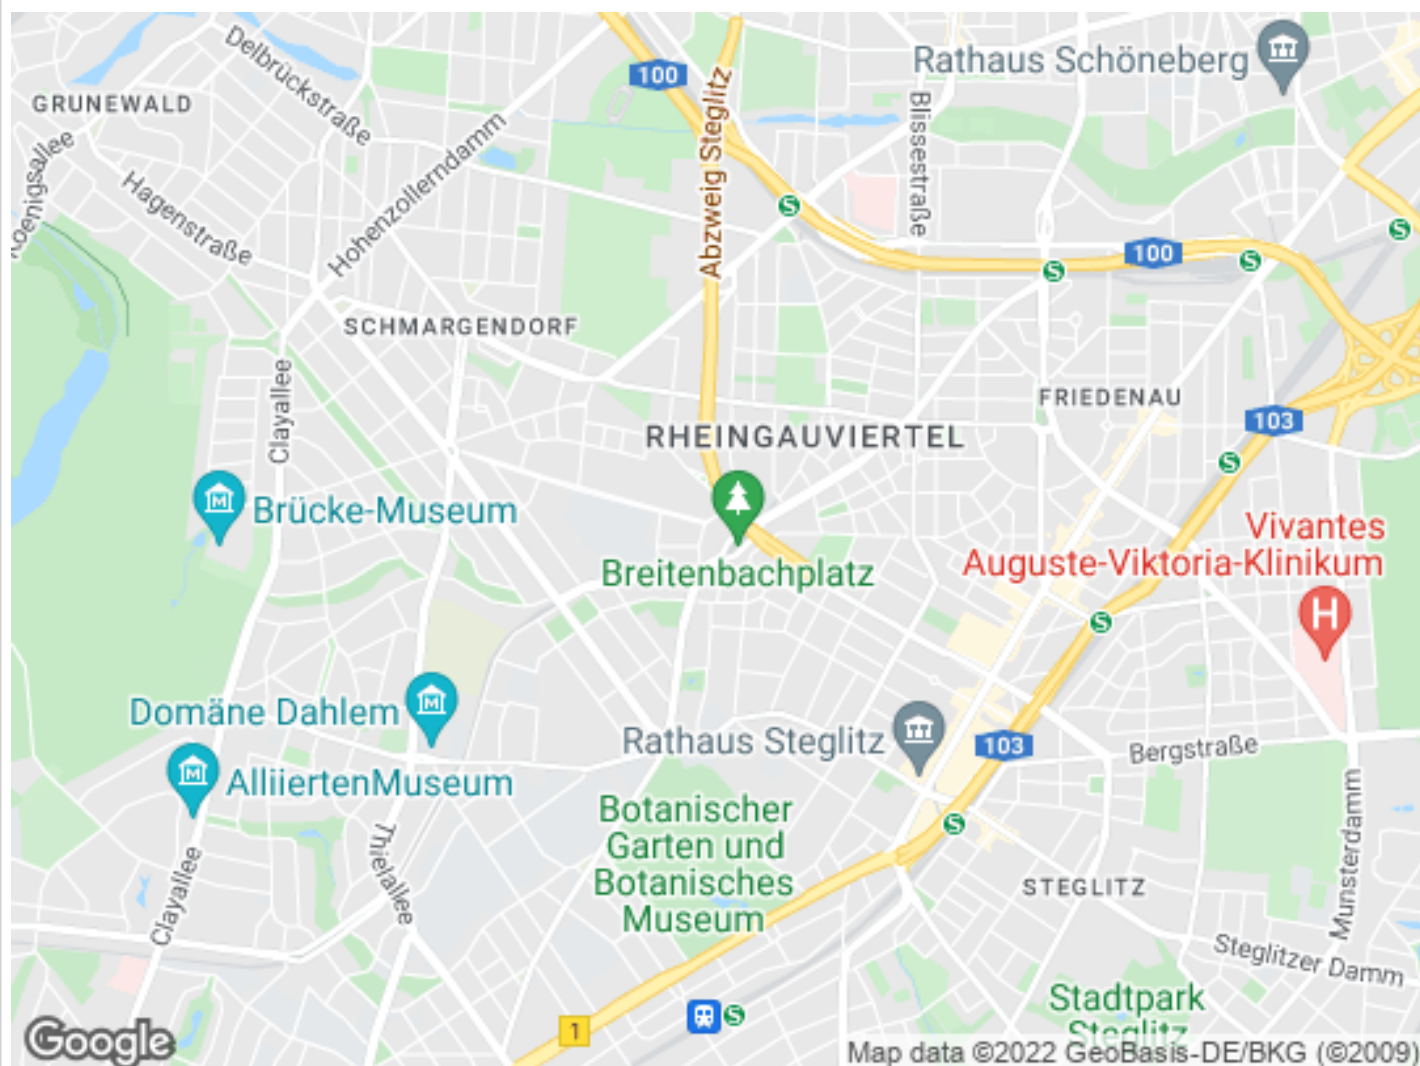 Rathaus Schöneberg
100
Delbrückstraße
GRUNEWALD
Abzweig Steglitz
Blissestraße
Hohenzollerndamm
Koenigsallee
Hagenstraße
S
S
100
S
S
SCHMARGENDORF
Clayallee
FRIEDENAU
103
RHEINGAUVIERTEL
S
M
Brücke-Museum
Vivantes
Auguste-Viktoria-Klinikum
Breitenbachplatz
H
S
M
Domäne Dahlem
Rathaus Steglitz
103
Bergstraße
M
AlliiertenMuseum
Botanischer
Garten und
Botanisches
Museum
S
Thielallee
Clayallee
STEGLITZ
Munsterdamm
Steglitzer Damm
Stadtpark
Steglitz
1
S
Google
Map data ©2022 GeoBasis-DE/BKG (©2009)